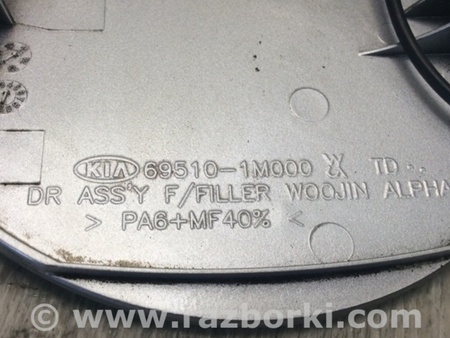 KIA 69510-1M000 TD
DR ASS'Y F/FILLER WOOJIN ALPHA
> PA6+MF40% <
www.razborki.com